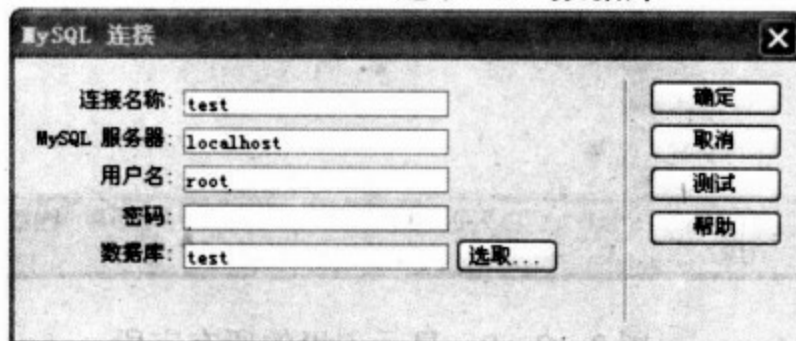 MySQL 连接
连接名称: test
确定
MySQL 服务器: localhost
取消
用户名: root
测试
密码:
帮助
数据库: test
选取...